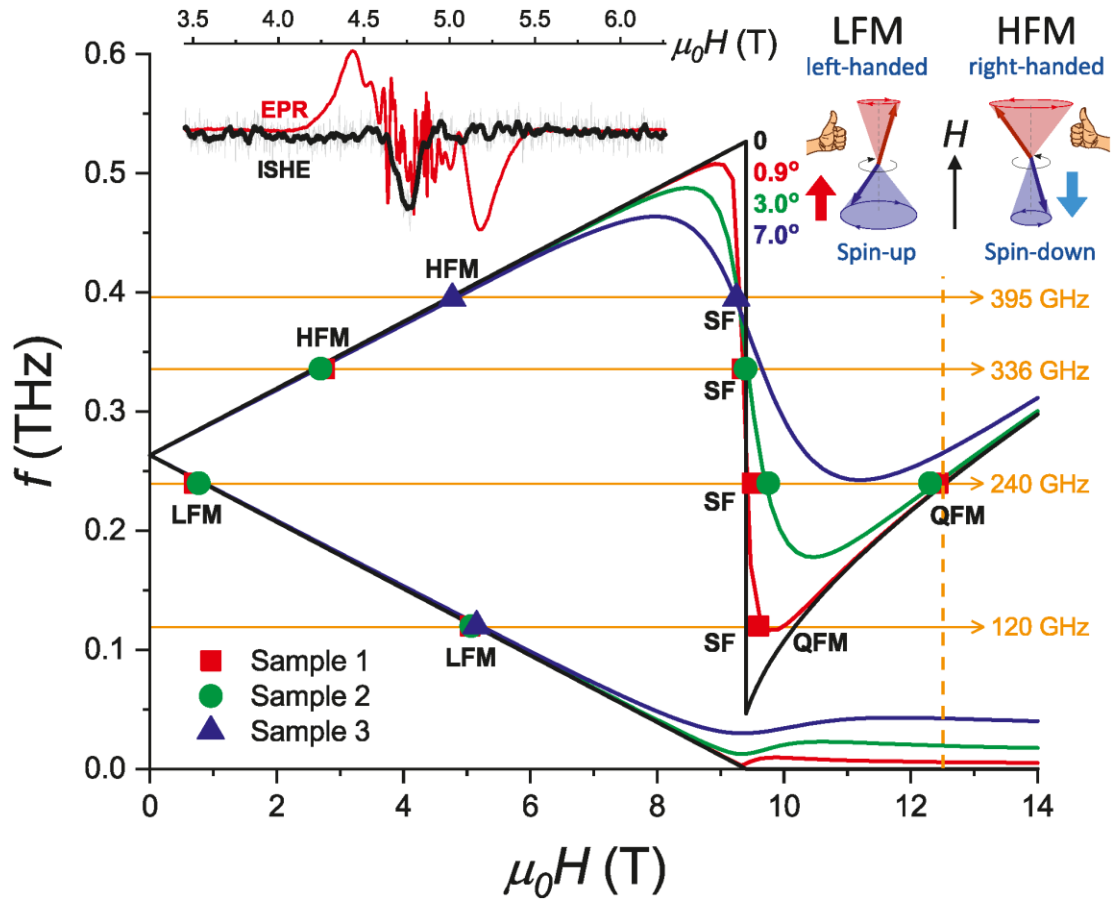 3.5 4.0 4.5 5.0 5.5 6.0
μ₀H (T)
LFM HFM
left-handed right-handed
EPR
ISHE
H
Spin-up Spin-down
0
0.9°
3.0°
7.0°
0.6
0.5
0.4
0.3
0.2
0.1
0.0
f (THz)
HFM
SF
395 GHz
HFM
SF
336 GHz
LFM
SF
QFM
240 GHz
LFM
SF
QFM
120 GHz
Sample 1
Sample 2
Sample 3
0 2 4 6 8 10 12 14
μ₀H (T)